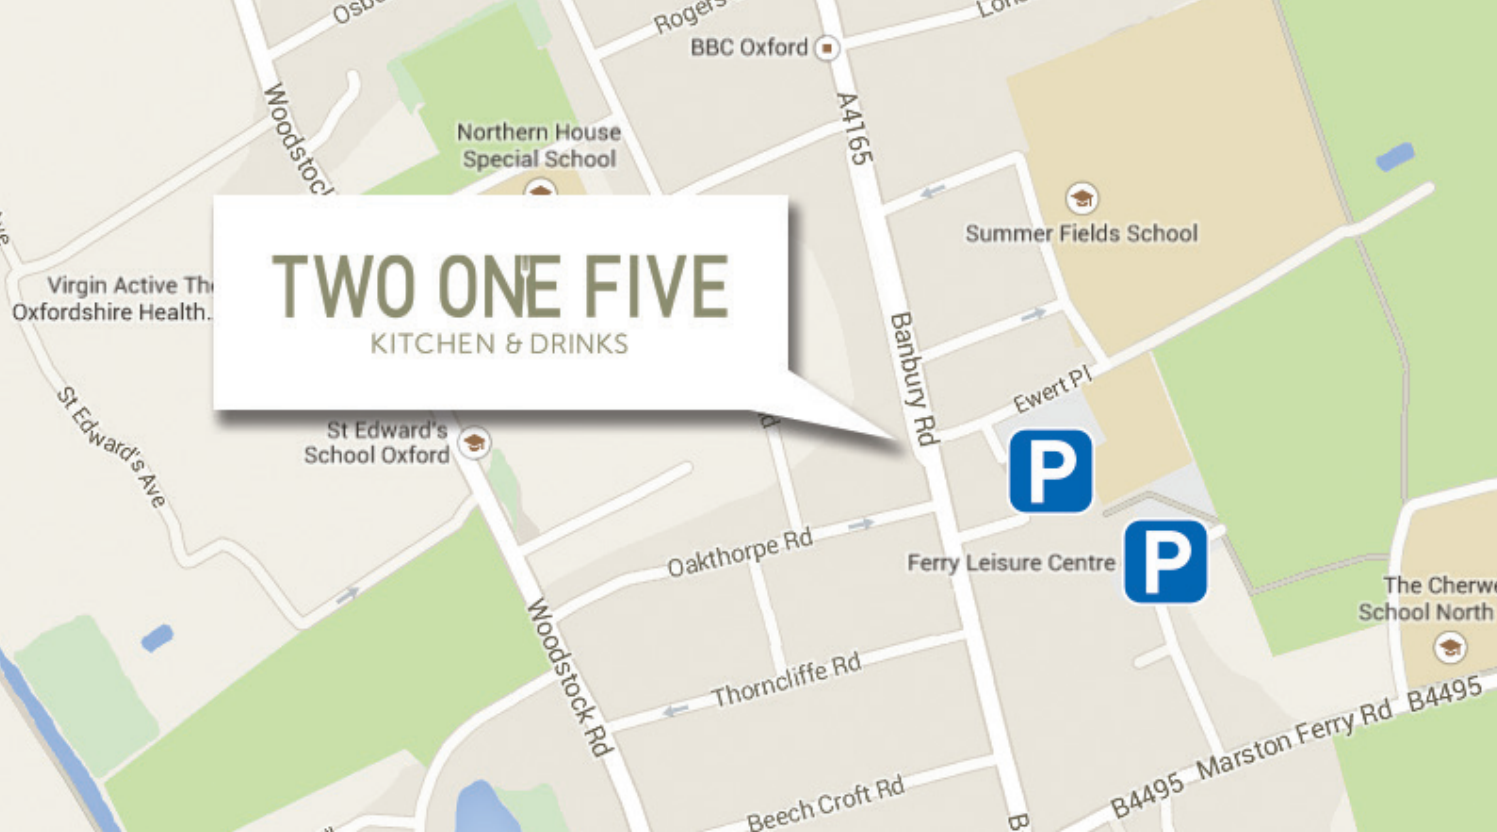 Rogers
BBC Oxford
A4165
Woodstock
Northern House
Special School
Summer Fields School
Virgin Active
Oxfordshire Health.
TWO ONE FIVE
KITCHEN & DRINKS
Banbury Rd
Ewert Pl
St Edward's Ave
St Edward's
School Oxford
P
Oakthorpe Rd
Ferry Leisure Centre
P
The Cherwe
School North
Woodstock Rd
Thorncliffe Rd
Marston Ferry Rd
B4495
B4495
Beech Croft Rd
B